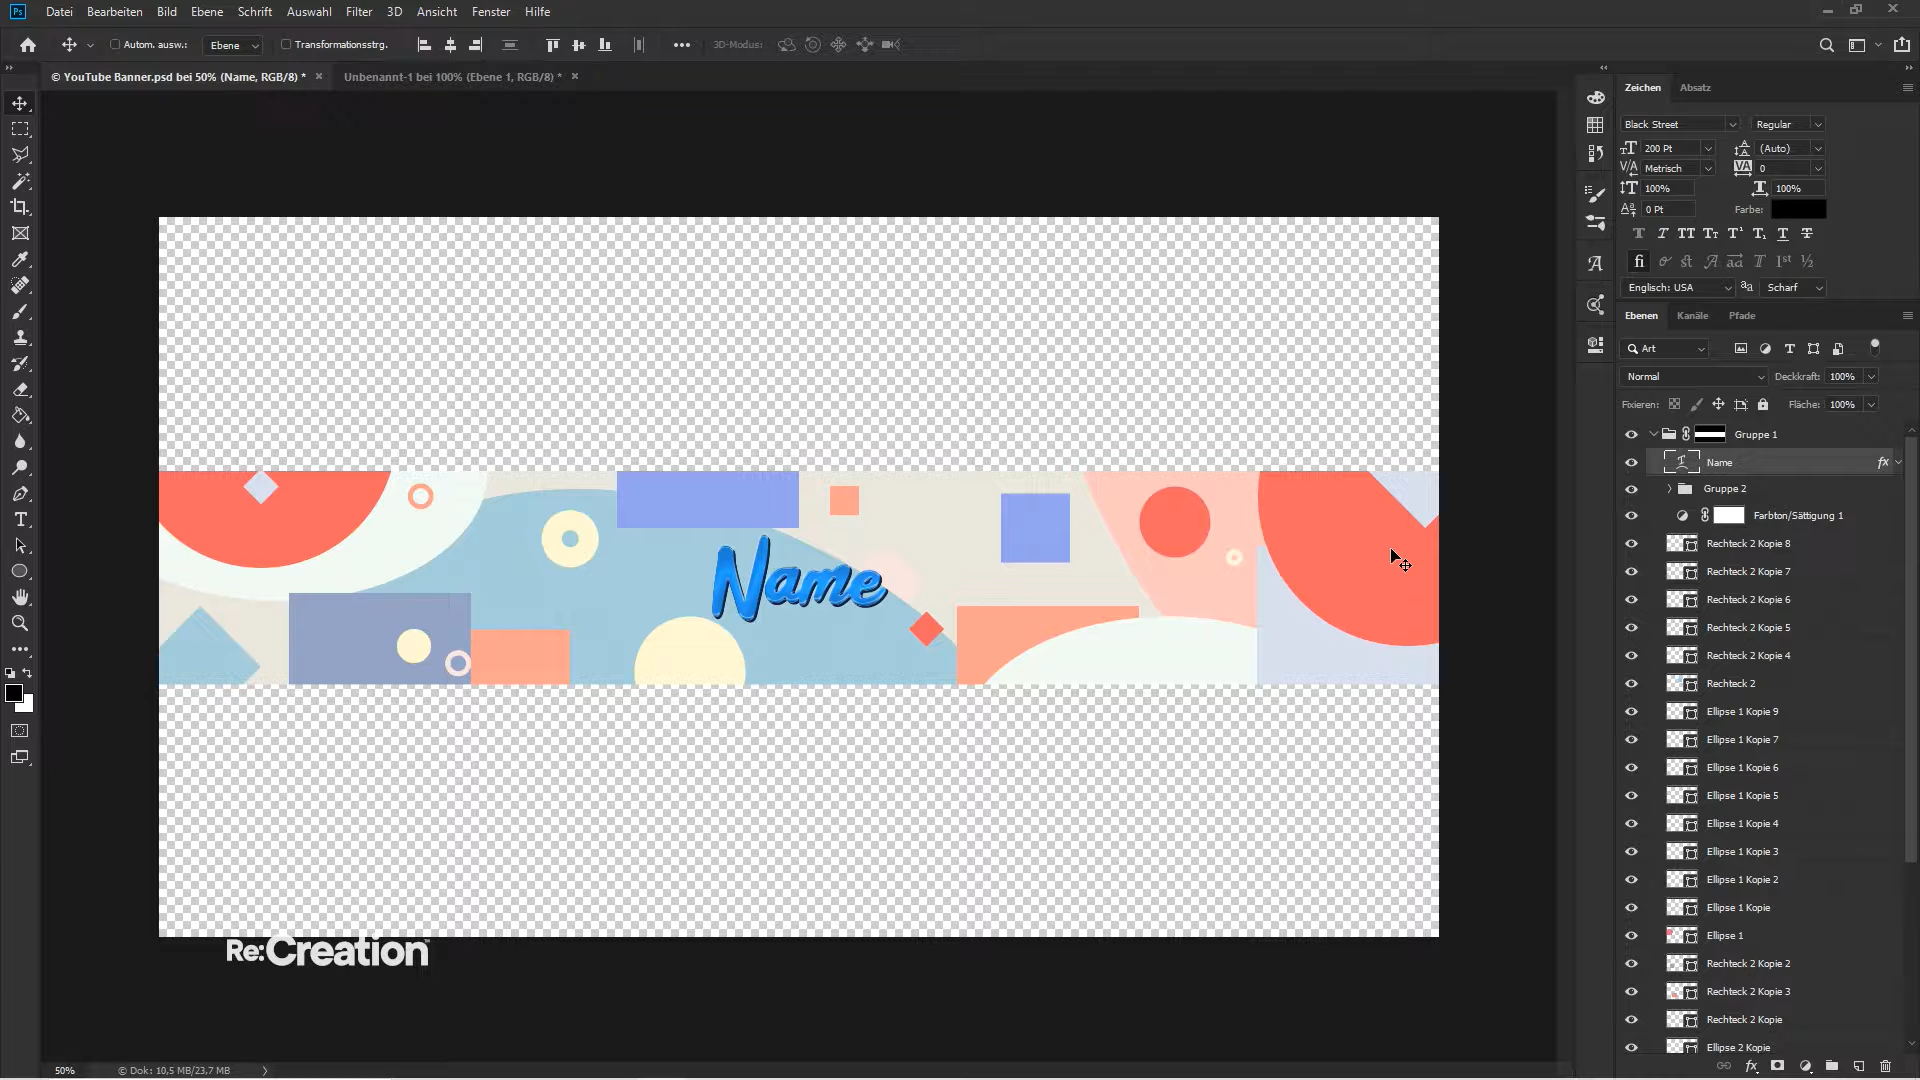 Ps Datei Bearbeiten Bild Ebene Schrift Auswahl Filter 3D Ansicht Fenster Hilfe
Autom. ausw.: Ebene Transformationsstrg. 3D-Modus:
© YouTube Banner.psd bei 50% (Name, RGB/8) * × Unbenannt-1 bei 100% (Ebene 1, RGB/8) * ×
Zeichen Absatz
Black Street Regular
200 Pt (Auto)
Metrisch 0
100% 100%
0 Pt Farbe:
Englisch: USA Scharf
Ebenen Kanäle Pfade
Art
Normal Deckkraft: 100%
Fixieren: Fläche: 100%
Gruppe 1
Name fx
Gruppe 2
Farbton/Sättigung 1
Rechteck 2 Kopie 8
Rechteck 2 Kopie 7
Rechteck 2 Kopie 6
Rechteck 2 Kopie 5
Rechteck 2 Kopie 4
Rechteck 2
Ellipse 1 Kopie 9
Ellipse 1 Kopie 7
Ellipse 1 Kopie 6
Ellipse 1 Kopie 5
Ellipse 1 Kopie 4
Ellipse 1 Kopie 3
Ellipse 1 Kopie 2
Ellipse 1 Kopie
Ellipse 1
Rechteck 2 Kopie 2
Rechteck 2 Kopie 3
Rechteck 2 Kopie
Ellipse 2 Kopie
Name
Re:Creation™
50% © Dok: 10,5 MB/23,7 MB